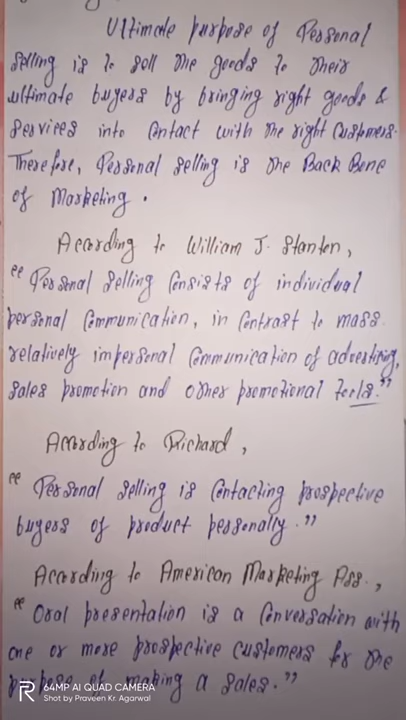 Ultimate purpose of Personal
selling is to sell the goods to their
ultimate buyers by bringing right goods &
services into Contact with the right Customers.
Therefore, Personal selling is the Back Bone
of Marketing.
According to William J. Stanton,
“Personal selling Consists of individual
personal Communication, in Contrast to mass.
relatively impersonal Communication of advertizing,
sales promotion and other promotional tools.”
According to Richard,
“Personal selling is Contacting prospective
buyers of product personally.”
According to American Marketing Ass.,
“Oral presentation is a Conversation with
one or more prospective customers for the
purpose of making a sales.”
64MP AI QUAD CAMERA
Shot by Praveen Kr. Agarwal